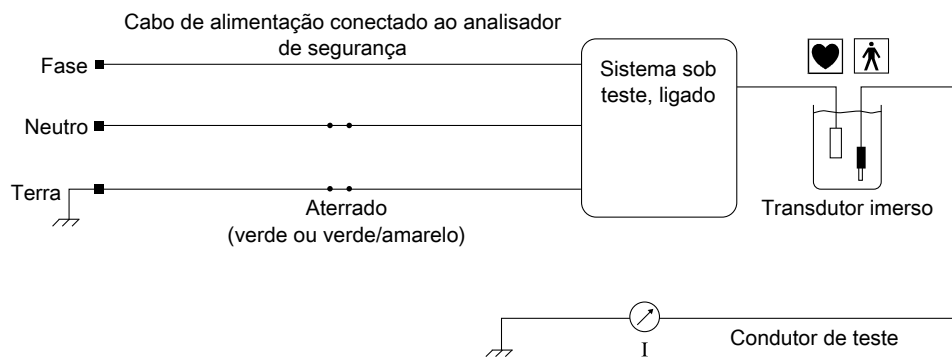 Cabo de alimentação conectado ao analisador
de segurança
Fase
Neutro
Terra
Aterrado
(verde ou verde/amarelo)
Sistema sob
teste, ligado
Transdutor imerso
I
Condutor de teste